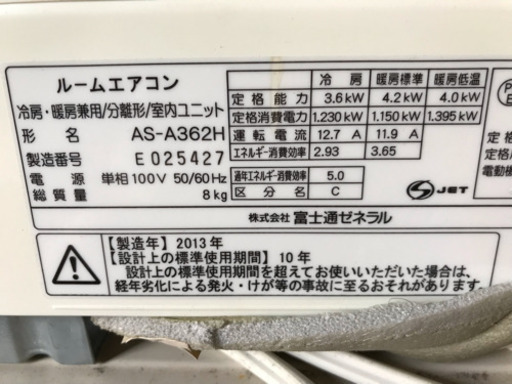 ルームエアコン
冷房・暖房兼用/分離形/室内ユニット
形名 AS-A362H
製造番号 E025427
電源 単相100V 50/60Hz
総質量 8kg
冷房 暖房標準 暖房低温
定格能力 3.6kW 4.2kW 4.0kW
定格消費電力 1.230kW 1.150kW 1.395kW
運転電流 12.7 A 11.9 A
エネルギー消費効率 2.93 3.65
通年エネルギー消費効率 5.0
区分名 C
JET
株式会社 富士通ゼネラル
定格
定格
電動機
【製造年】2013年
【設計上の標準使用期間】10年
設計上の標準使用期間を超えてお使いいただいた場合は、
経年劣化による発火・けが等の事故に至るおそれがあります。